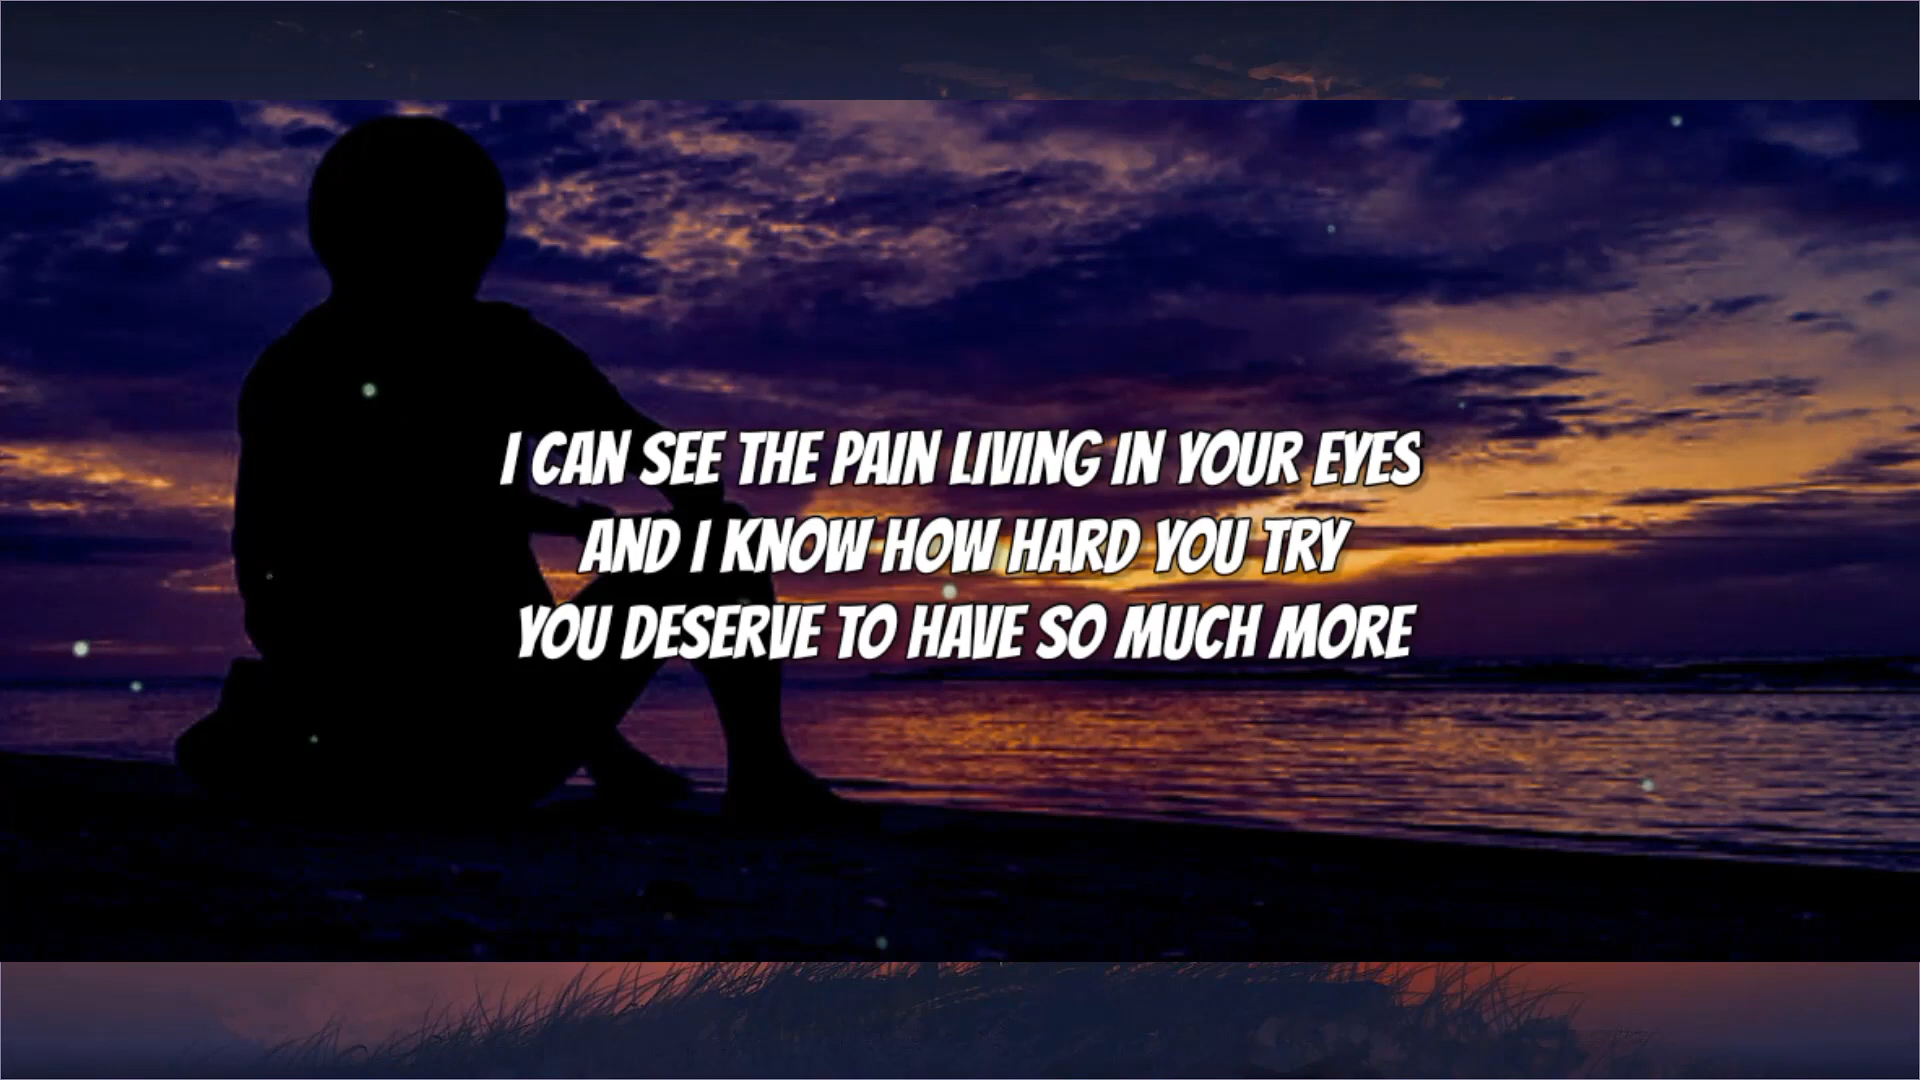 I CAN SEE THE PAIN LIVING IN YOUR EYES
AND I KNOW HOW HARD YOU TRY
YOU DESERVE TO HAVE SO MUCH MORE